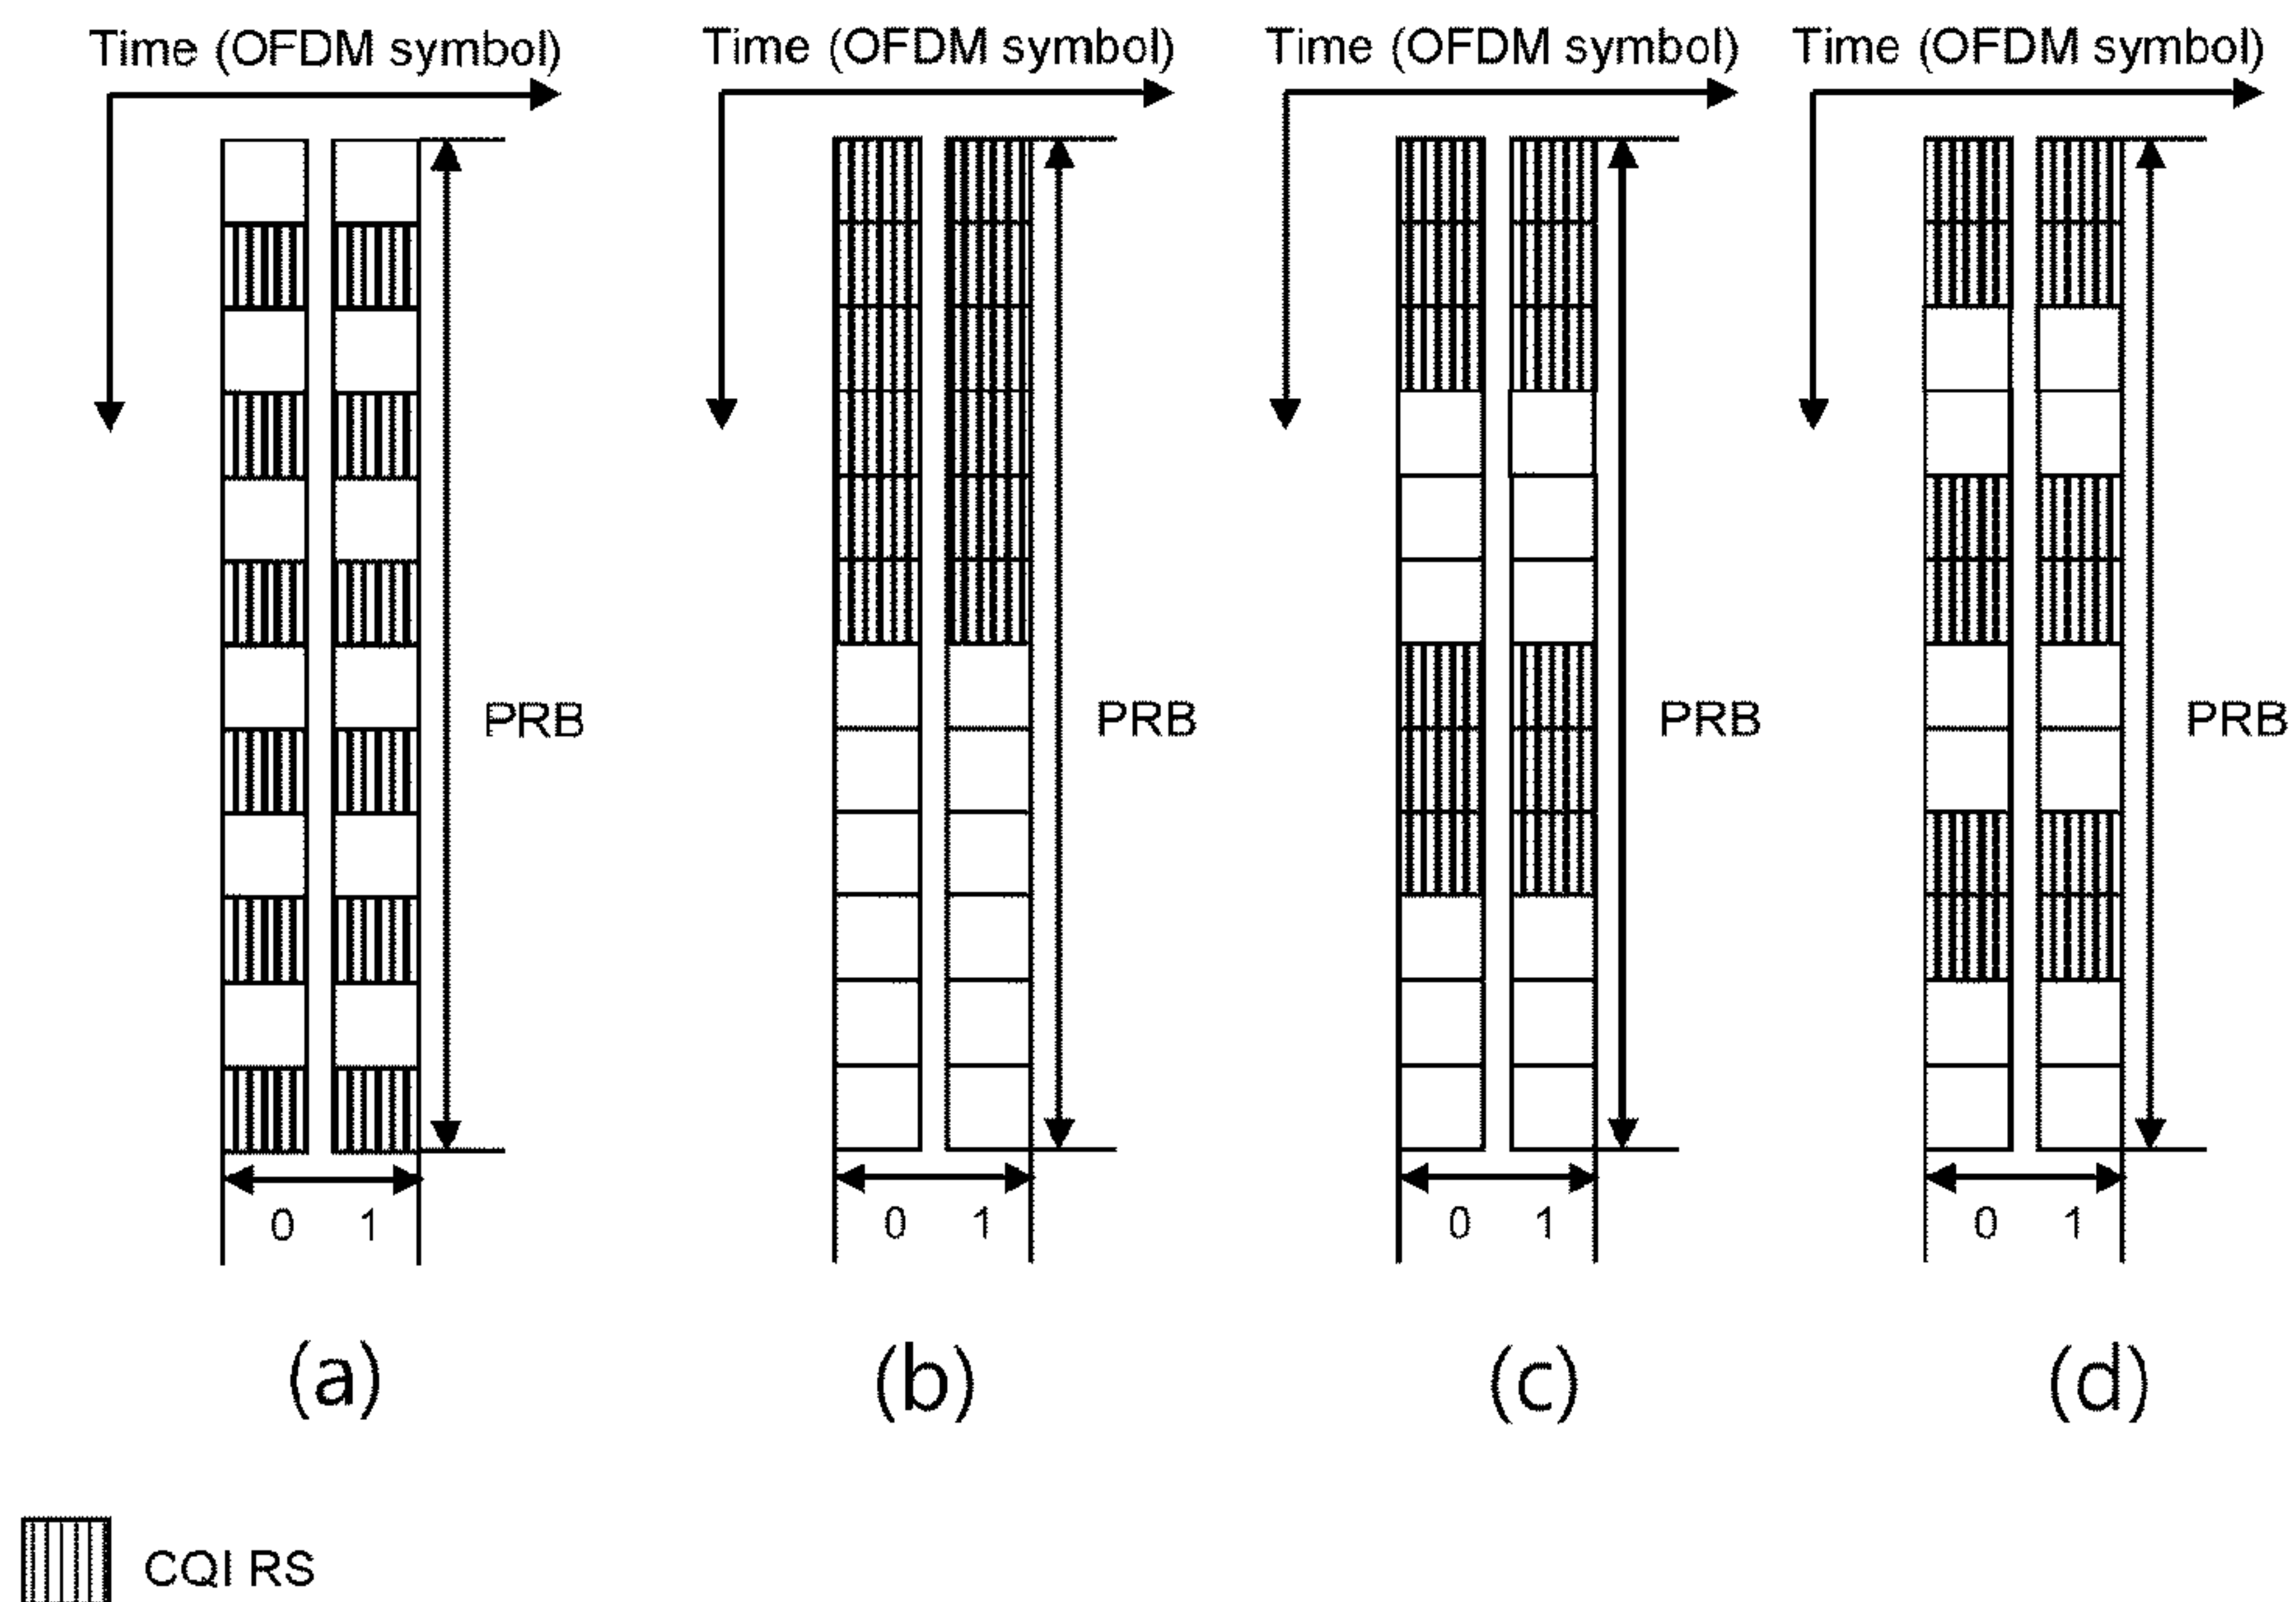 Time (OFDM symbol) Time (OFDM symbol) Time (OFDM symbol) Time (OFDM symbol)
PRB PRB PRB PRB
0 1 0 1 0 1 0 1
(a) (b) (c) (d)
CQI RS